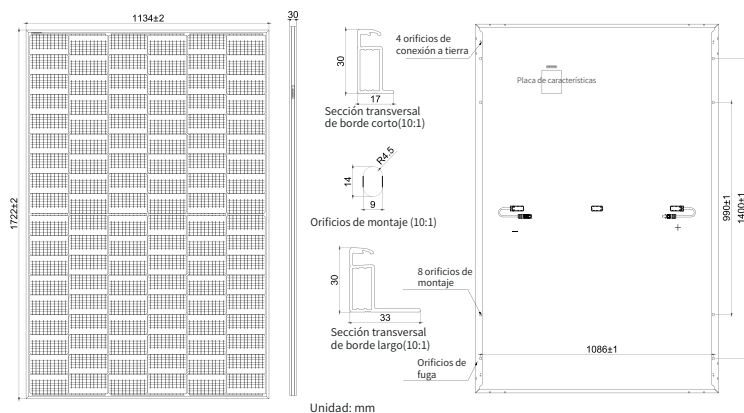 1134±2
30
1722±2
30
17
Sección transversal
de borde corto(10:1)
R4.5
14
9
Orificios de montaje (10:1)
30
33
Sección transversal
de borde largo(10:1)
Unidad: mm
4 orificios de
conexión a tierra
Placa de características
−
+
990±1
1400±1
8 orificios de
montaje
1086±1
Orificios de
fuga